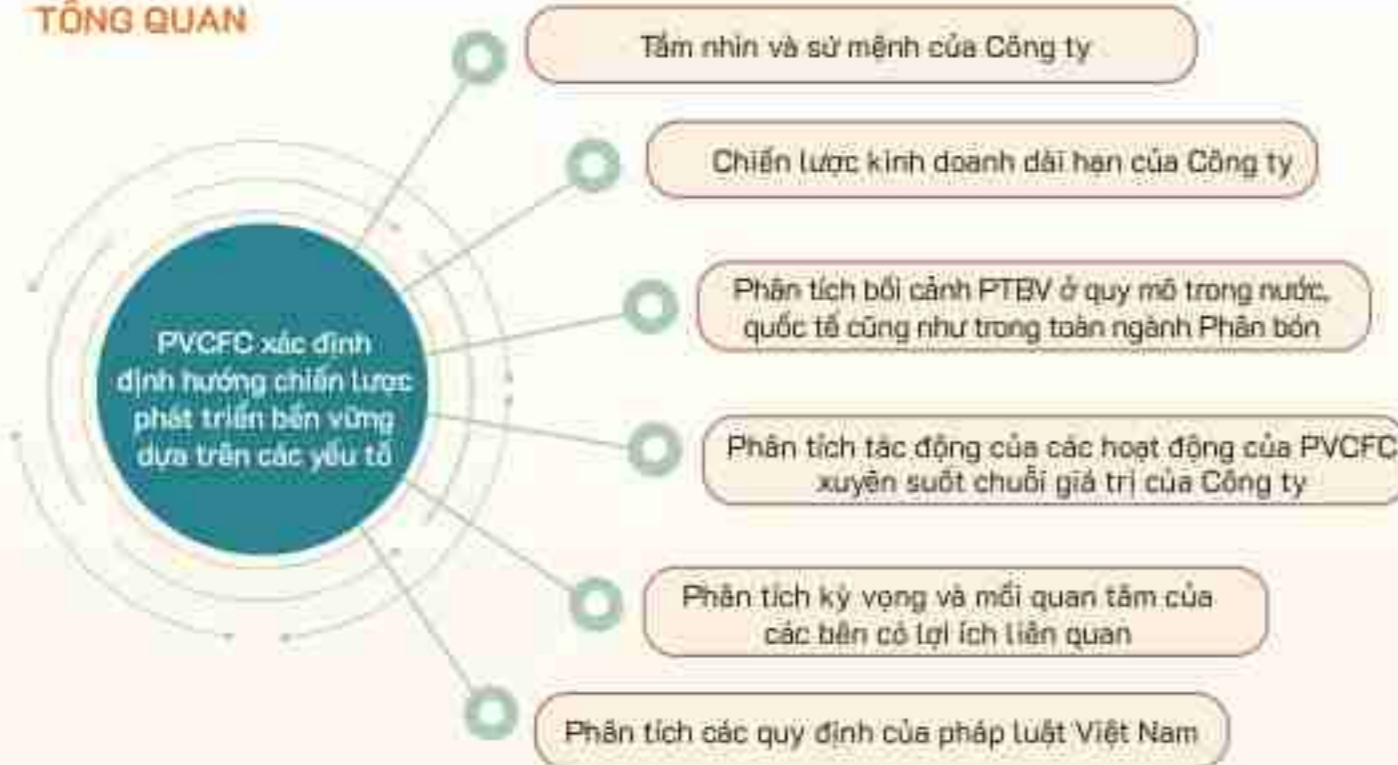 TỔNG QUAN
Tầm nhìn và sứ mệnh của Công ty
Chiến lược kinh doanh dài hạn của Công ty
Phân tích bối cảnh PTBV ở quy mô trong nước,
quốc tế cũng như trong toàn ngành Phân bón
PVCFC xác định
định hướng chiến lược
phát triển bền vững
dựa trên các yếu tố
Phân tích tác động của các hoạt động của PVCFC
xuyên suốt chuỗi giá trị của Công ty
Phân tích kỳ vọng và mối quan tâm của
các bên có lợi ích liên quan
Phân tích các quy định của pháp luật Việt Nam